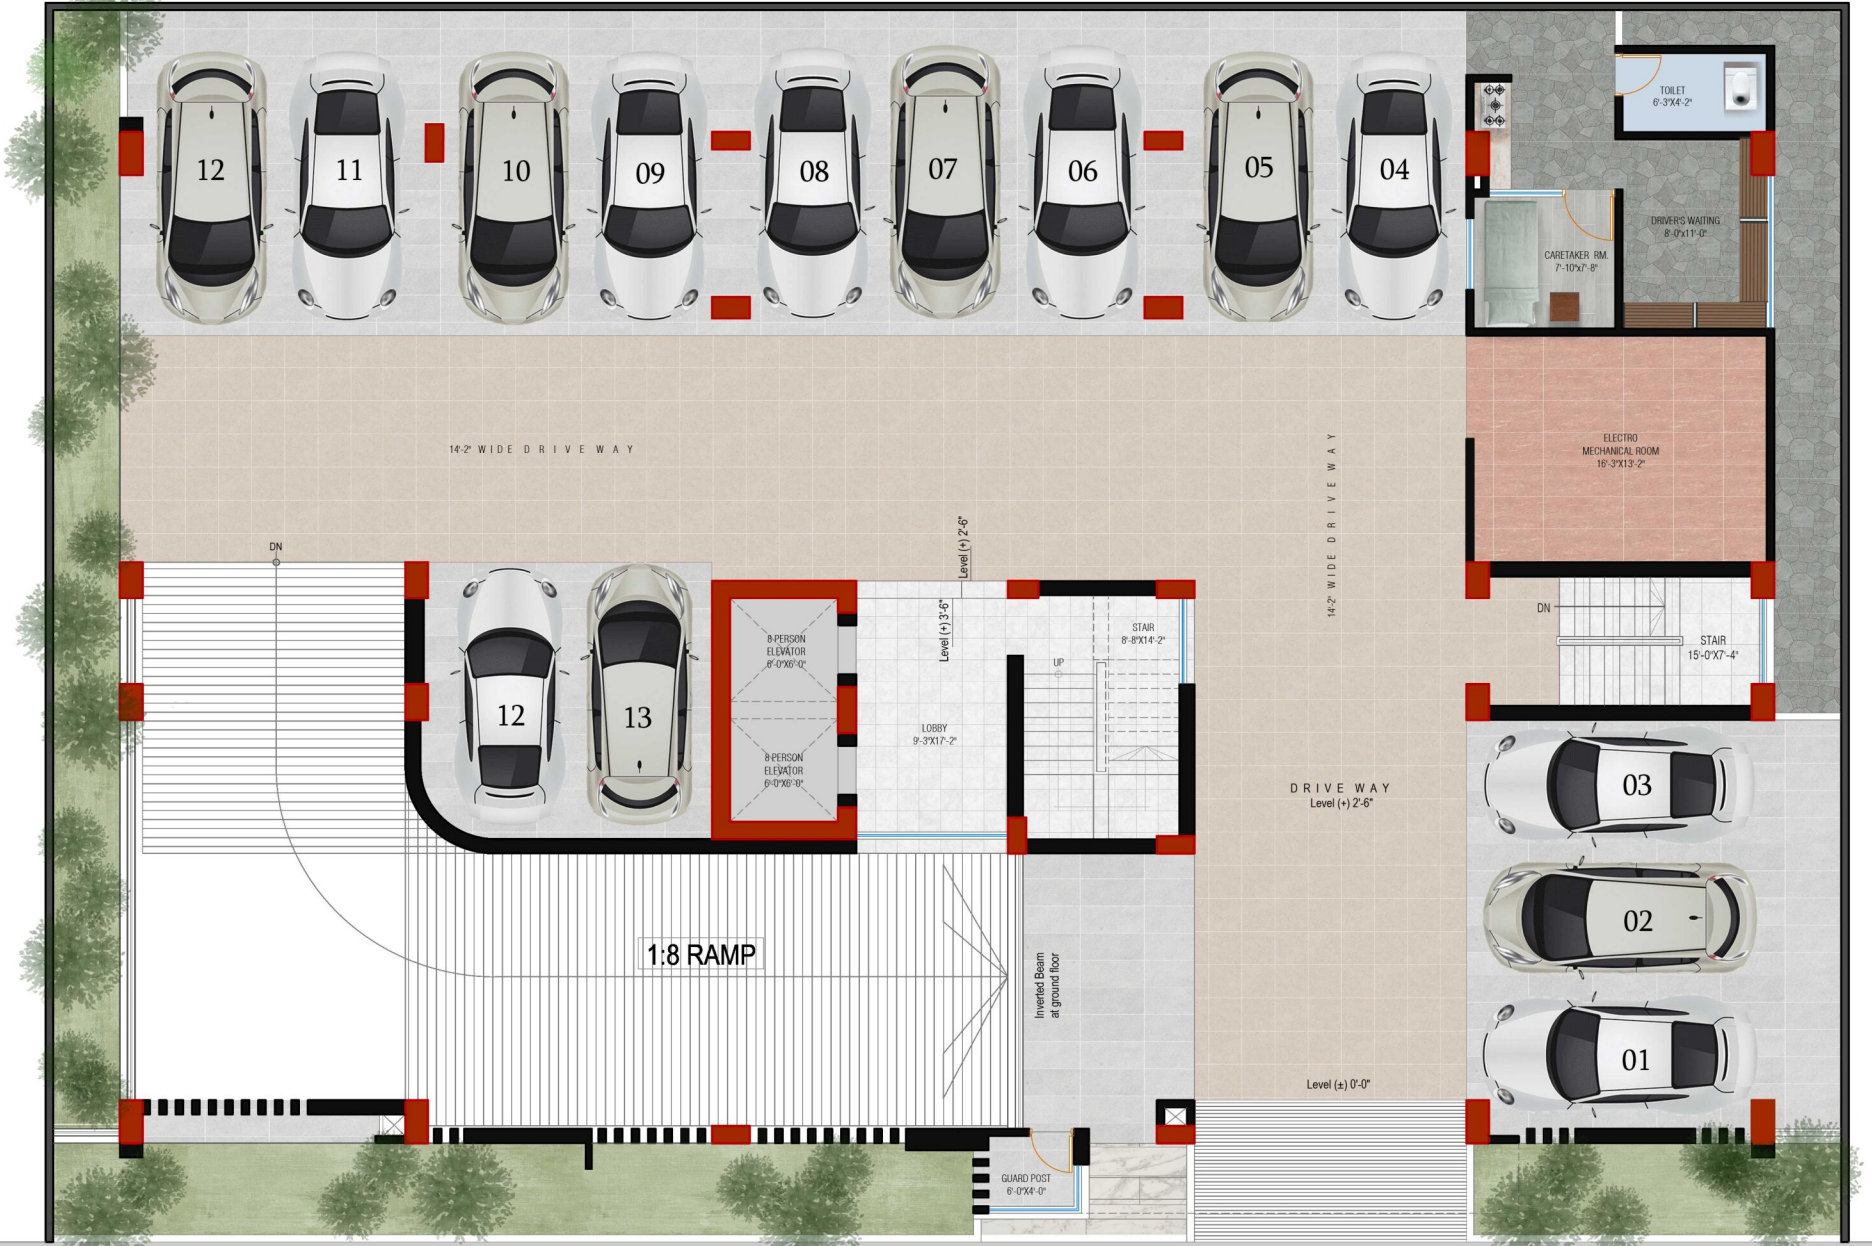 12
11
10
09
08
07
06
05
04
TOILET
6'-3"X4'-2"
DRIVER'S WAITING
8'-0"x11'-0"
CARETAKER RM.
7'-10"x7'-8"
14'-2" WIDE DRIVE WAY
14'-2" WIDE DRIVE WAY
ELECTRO
MECHANICAL ROOM
16'-3"X13'-2"
DN
Level (+) 2'-6"
Level (+) 3'-6"
8-PERSON
ELEVATOR
6'-0"X6'-0"
STAIR
8'-8"X14'-2"
UP
DN
STAIR
15'-0"X7'-4"
12
13
LOBBY
9'-3"X17'-2"
8-PERSON
ELEVATOR
6'-0"X6'-0"
DRIVE WAY
Level (+) 2'-6"
03
02
01
1:8 RAMP
Inverted Beam
at ground floor
Level (±) 0'-0"
GUARD POST
6'-0"X4'-0"